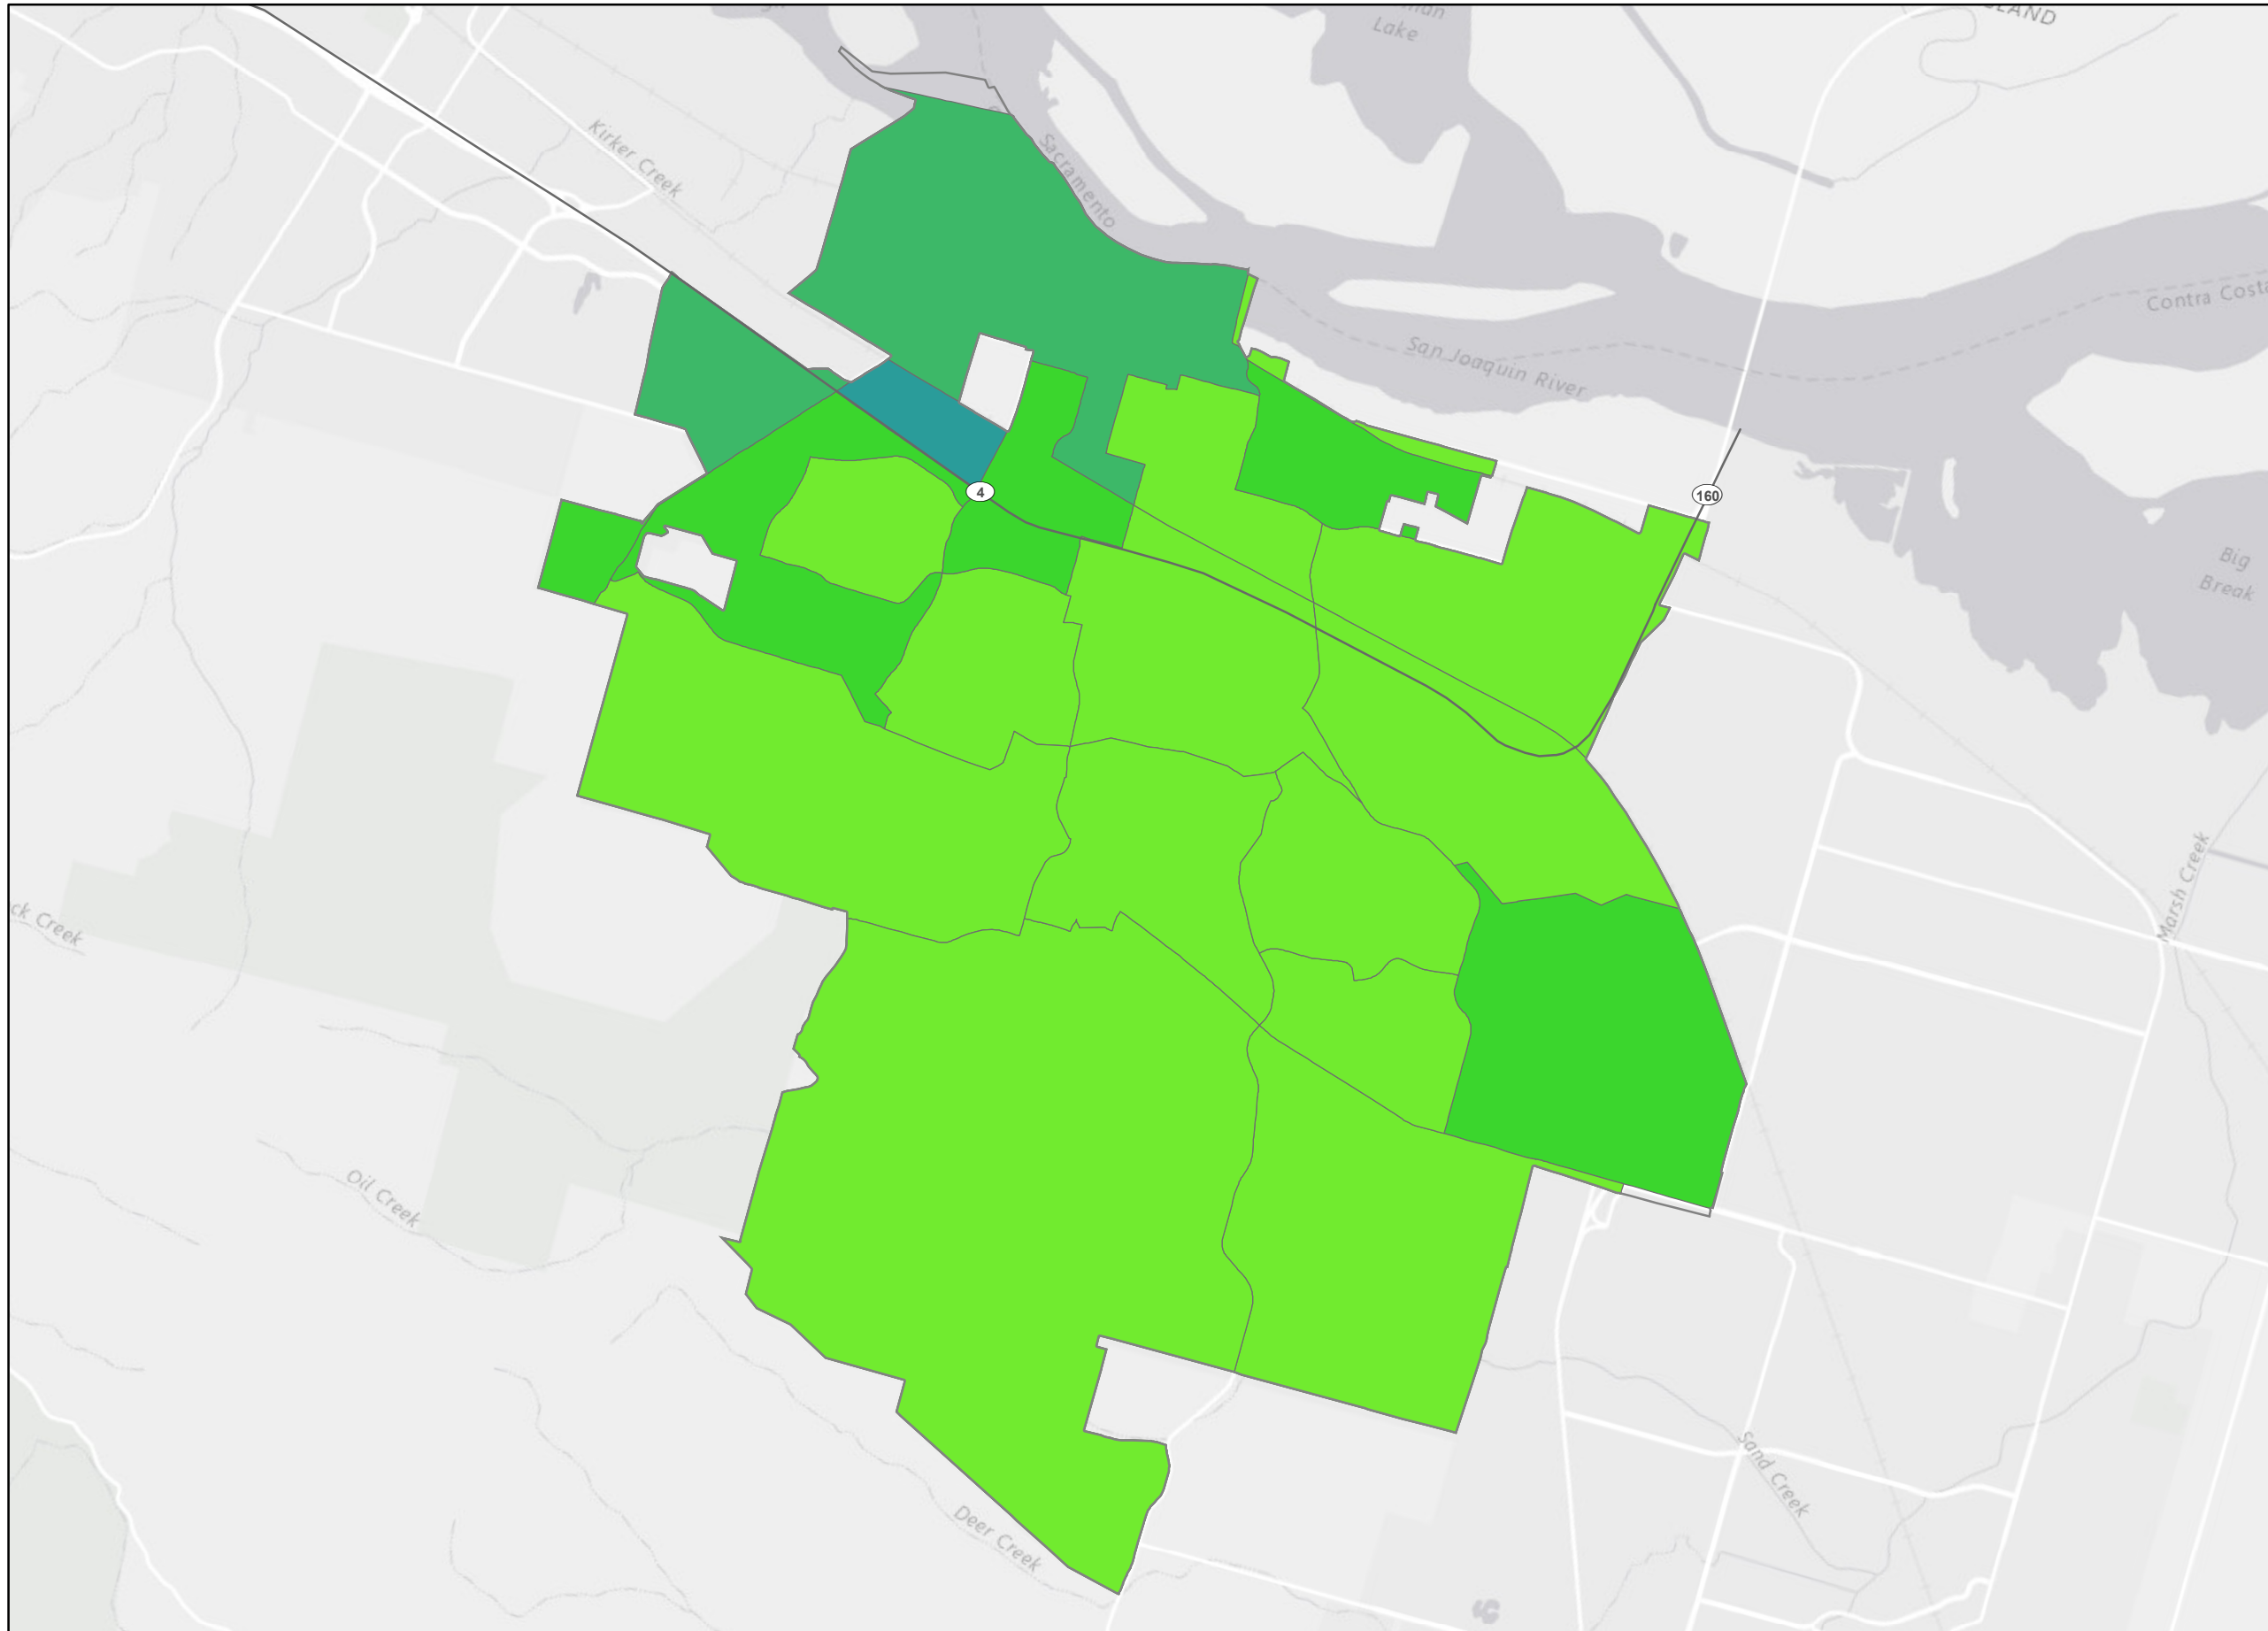 Lake
Kirker Creek
Sacramento
Contra Costa
San Joaquin River
4
160
Big
Break
Marsh Creek
ck Creek
Oil Creek
Sand Creek
Deer Creek